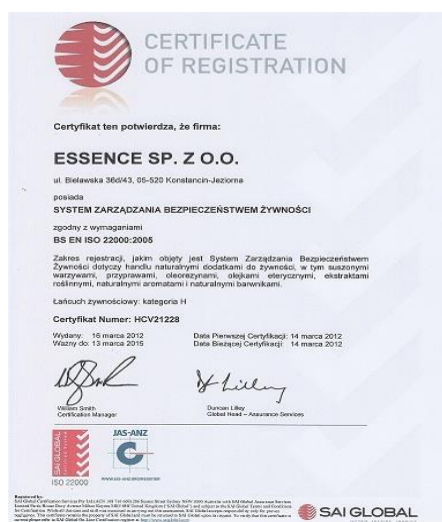 CERTIFICATE
OF REGISTRATION
Certyfikat ten potwierdza, że firma:
ESSENCE SP. Z O.O.
ul. Bielawska 36d/43, 05-520 Konstancin-Jeziorna
posiada
SYSTEM ZARZĄDZANIA BEZPIECZEŃSTWEM ŻYWNOŚCI
zgodny z wymaganiami
BS EN ISO 22000:2005
Zakres rejestracji, jakim objęty jest System Zarządzania Bezpieczeństwem
Żywności dotyczy handlu naturalnymi dodatkami do żywności, w tym suszonymi
warzywami, przyprawami, oleorezynami, olejkami eterycznymi, ekstraktami
roślinnymi, naturalnymi aromatami i naturalnymi barwnikami.
Łańcuch żywnościowy: kategoria H
Certyfikat Numer: HCV21228
Wydany: 16 marca 2012 Data Pierwszej Certyfikacji: 14 marca 2012
Ważny do: 13 marca 2015 Data Bieżącej Certyfikacji: 14 marca 2012
William Smith Duncan Lilley
Certification Manager Global Head – Assurance Services
SAI GLOBAL
JAS-ANZ
ISO 22000
Registered by:
SAI GLOBAL